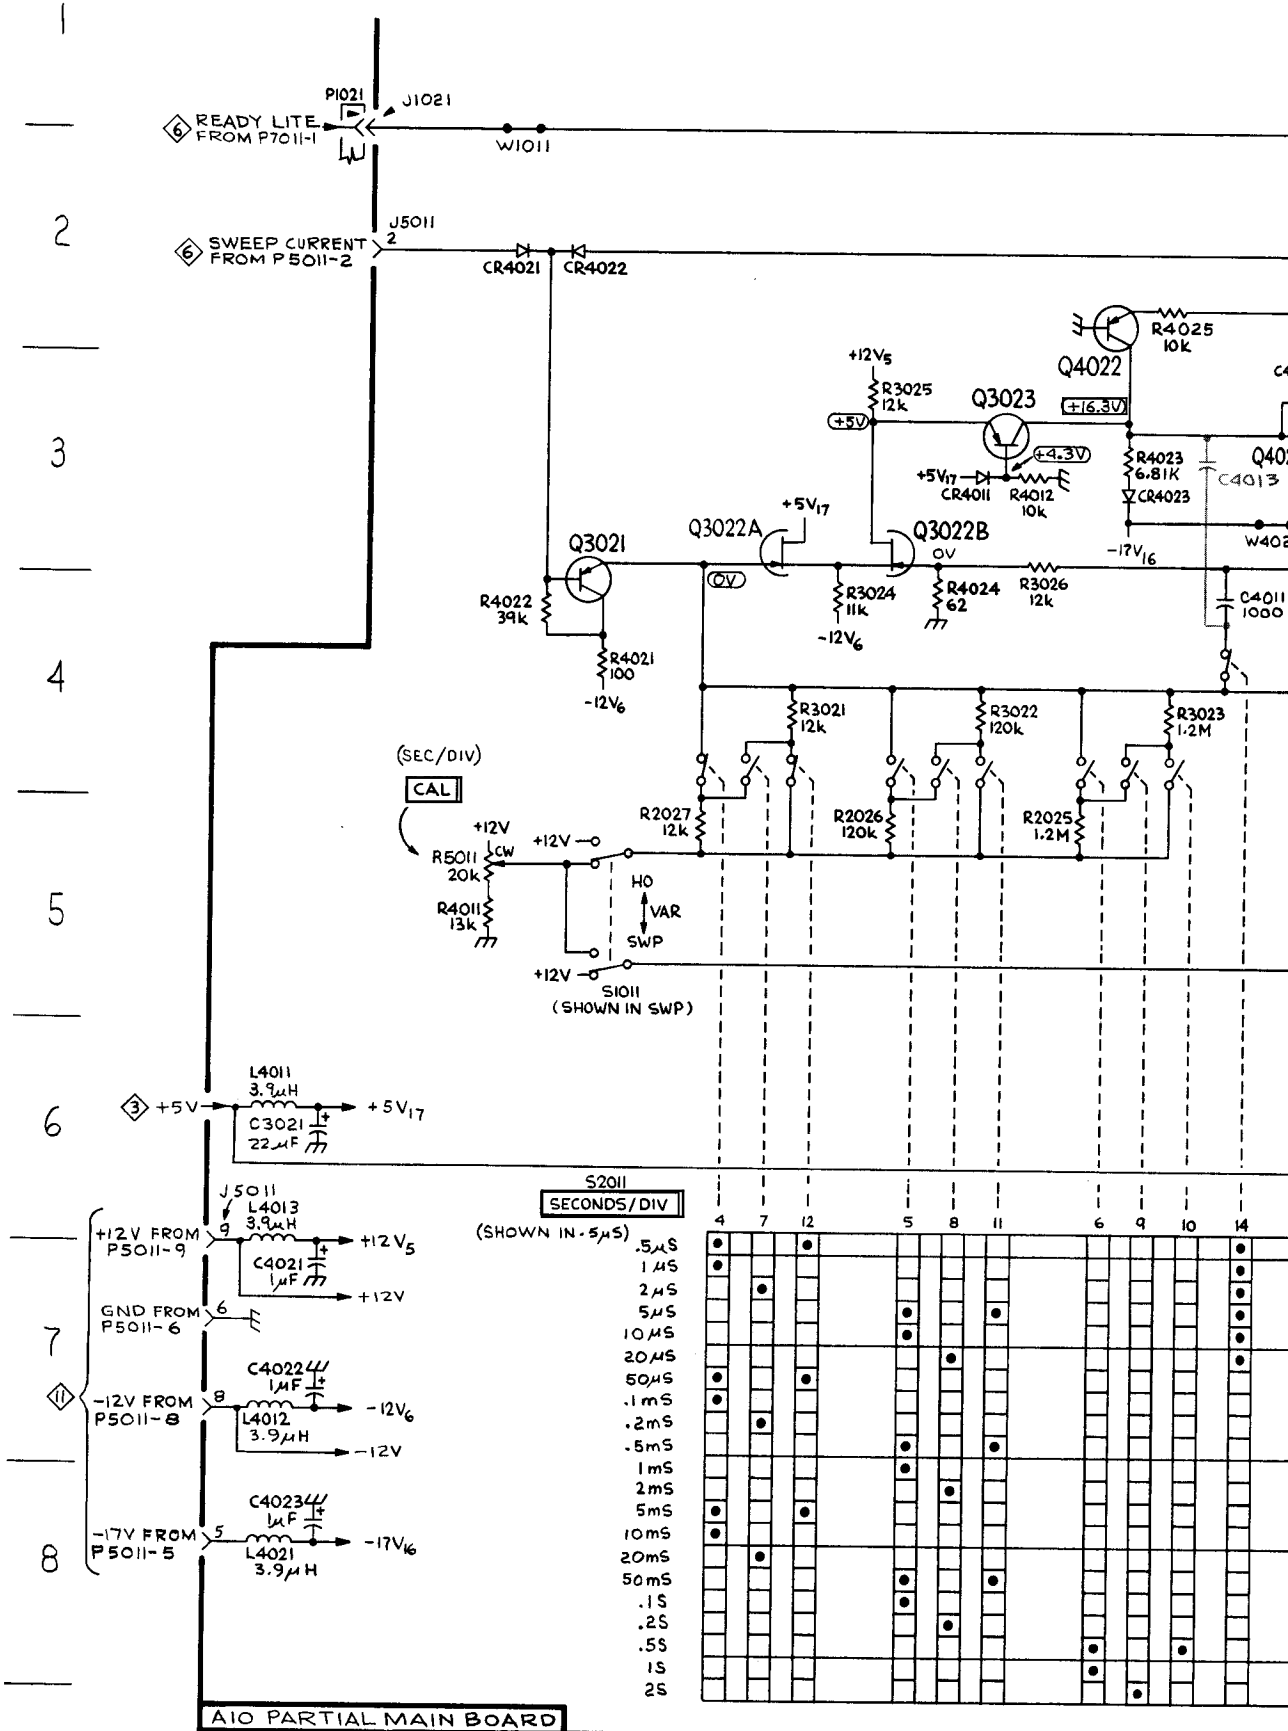 1
P1021
J1021
6 READY LITE
FROM P7011-1
W1011
2
J5011
2
6 SWEEP CURRENT
FROM P5011-2
CR4021 CR4022
R4025
10K
Q4022
+12V5
R3025
12k
Q3023
+16.3V
+5V
3
+4.3V
R4023
6.81K
C4013
+5V17
CR4011
R4012
10k
CR4023
+5V17
Q3022A
Q3022B
-17V16
Q3021
0V
0V
R4022
39k
R3024
11k
R4024
62
R3026
12k
C4011
1000
-12V6
4
R4021
100
-12V6
R3021
12k
R3022
120k
R3023
1.2M
(SEC/DIV)
CAL
R2027
12k
R2026
120k
R2025
1.2M
+12V
+12V
CW
R5011
20k
5
R4011
13k
HO
VAR
SWP
+12V
S1011
(SHOWN IN SWP)
L4011
3.9µH
6
3 +5V
+5V17
C3021
22µF
+
S2011
SECONDS/DIV
(SHOWN IN .5µS)
4 7 12 5 8 11 6 9 10 14
J5011
L4013
3.9µH
+12V FROM
P5011-9
9
+12V5
C4021
1µF
+
+12V
GND FROM
P5011-6
6
7
11
C4022
1µF
+
-12V FROM
P5011-8
8
-12V6
L4012
3.9µH
-12V
C4023
1µF
+
-17V FROM
P5011-5
5
-17V16
L4021
3.9µH
8
.5µS
1µS
2µS
5µS
10µS
20µS
50µS
.1mS
.2mS
.5mS
1mS
2mS
5mS
10mS
20mS
50mS
.1S
.2S
.5S
1S
2S
A10 PARTIAL MAIN BOARD